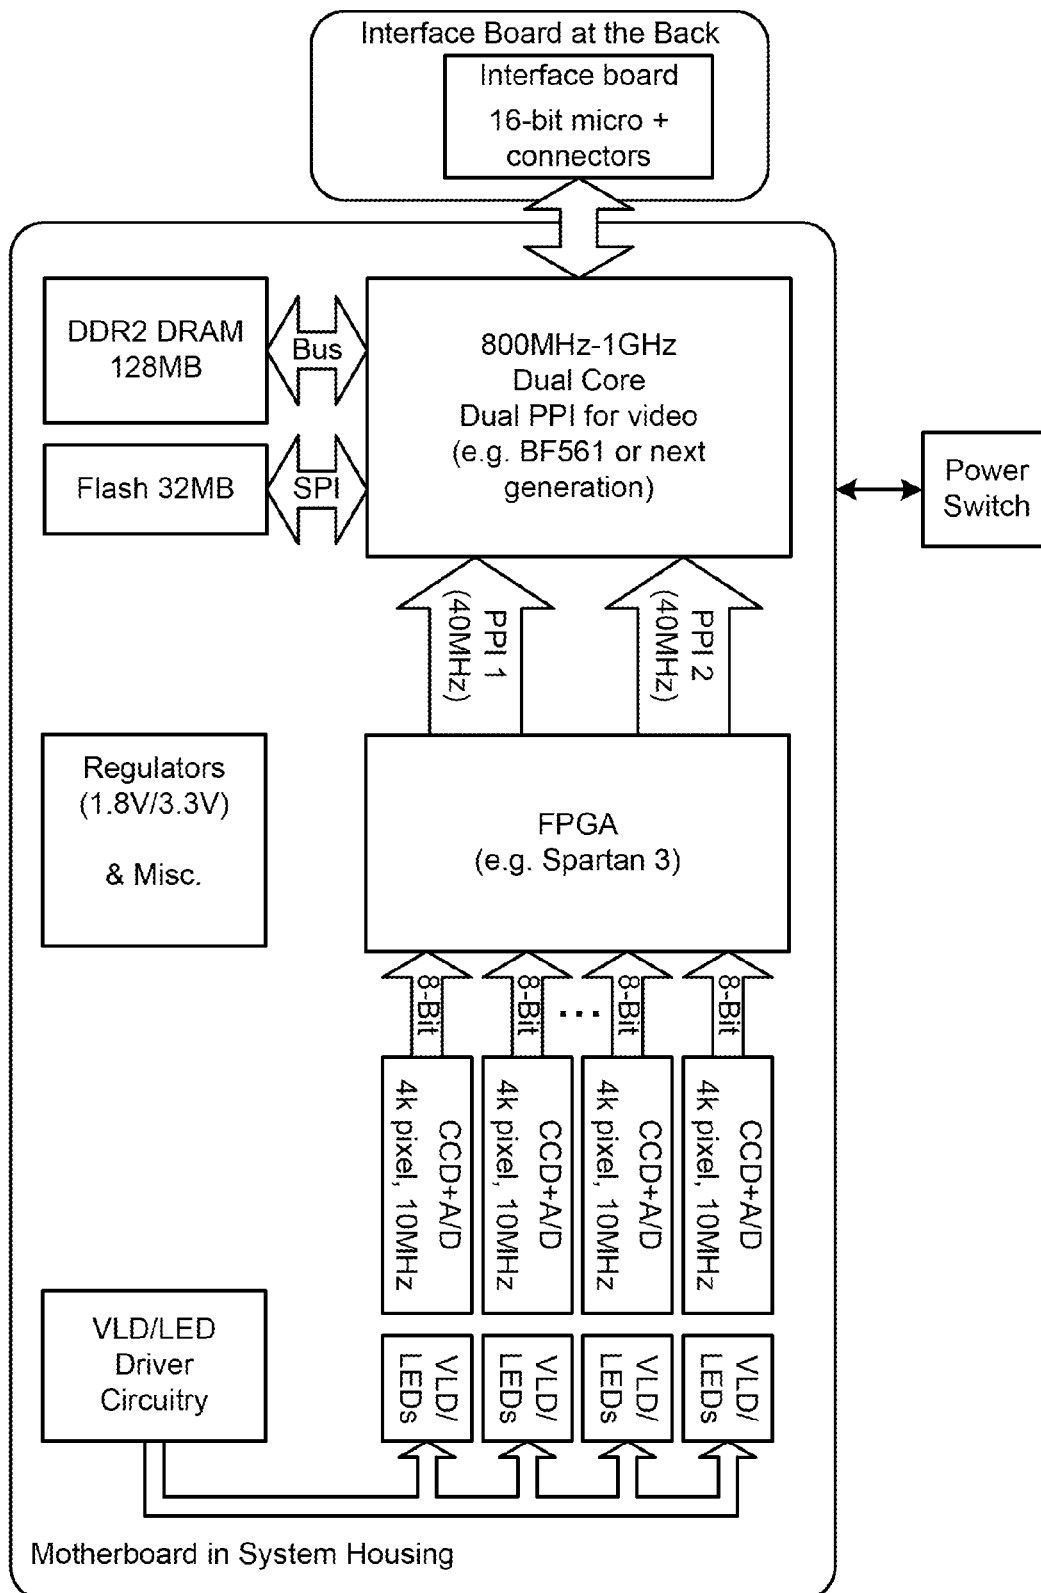 Interface Board at the Back
Interface board
16-bit micro +
connectors
DDR2 DRAM
128MB
Bus
800MHz-1GHz
Dual Core
Dual PPI for video
(e.g. BF561 or next
generation)
Flash 32MB
SPI
Power
Switch
PPI 1
(40MHz)
PPI 2
(40MHz)
Regulators
(1.8V/3.3V)
& Misc.
FPGA
(e.g. Spartan 3)
8-Bit
8-Bit
...
8-Bit
8-Bit
CCD+A/D
4k pixel, 10MHz
CCD+A/D
4k pixel, 10MHz
CCD+A/D
4k pixel, 10MHz
CCD+A/D
4k pixel, 10MHz
VLD/LED
Driver
Circuitry
VLD/
LEDs
VLD/
LEDs
VLD/
LEDs
VLD/
LEDs
Motherboard in System Housing